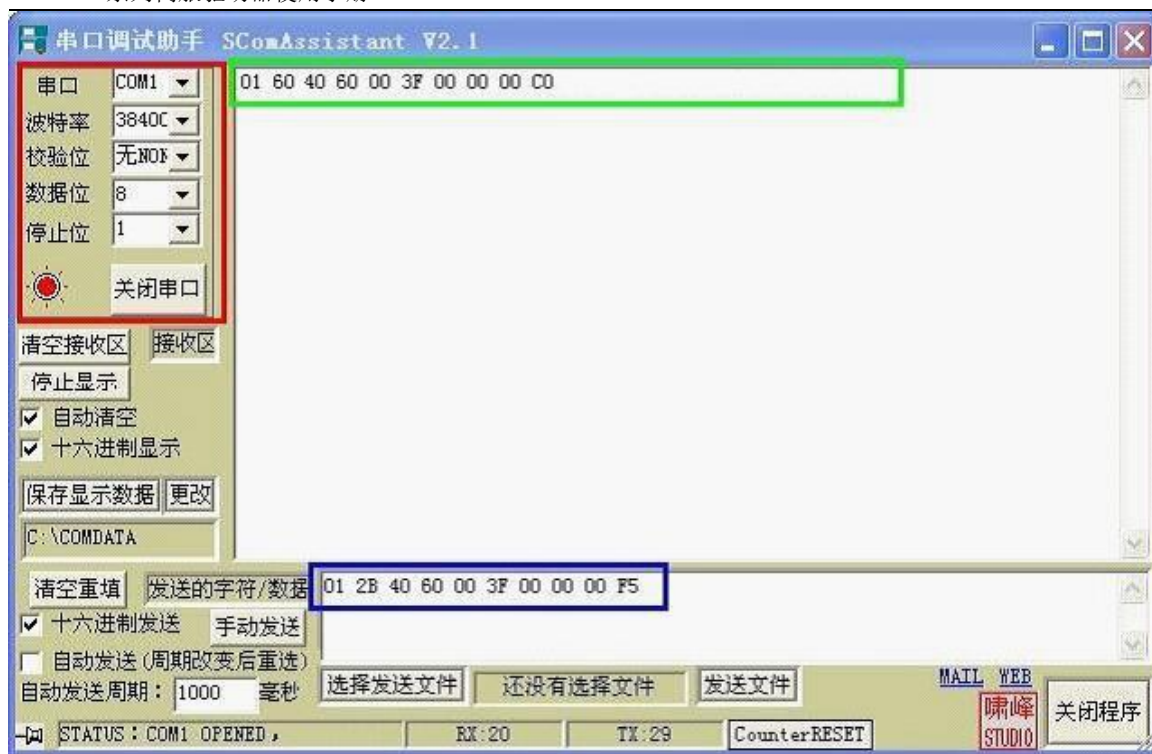 串口调试助手 SComAssistant V2.1
串口 COM1
波特率 38400
校验位 无NON
数据位 8
停止位 1
关闭串口
01 60 40 60 00 3F 00 00 00 C0
清空接收区 接收区
停止显示
自动清空
十六进制显示
保存显示数据 更改
C:\COMDATA
清空重填 发送的字符/数据
01 2B 40 60 00 3F 00 00 00 F5
十六进制发送 手动发送
自动发送(周期改变后重选)
自动发送周期: 1000 毫秒
选择发送文件 还没有选择文件 发送文件
MAIL WEB
啸峰
STUDIO
关闭程序
STATUS:COM1 OPENED, RX:20 TX:29 CounterRESET